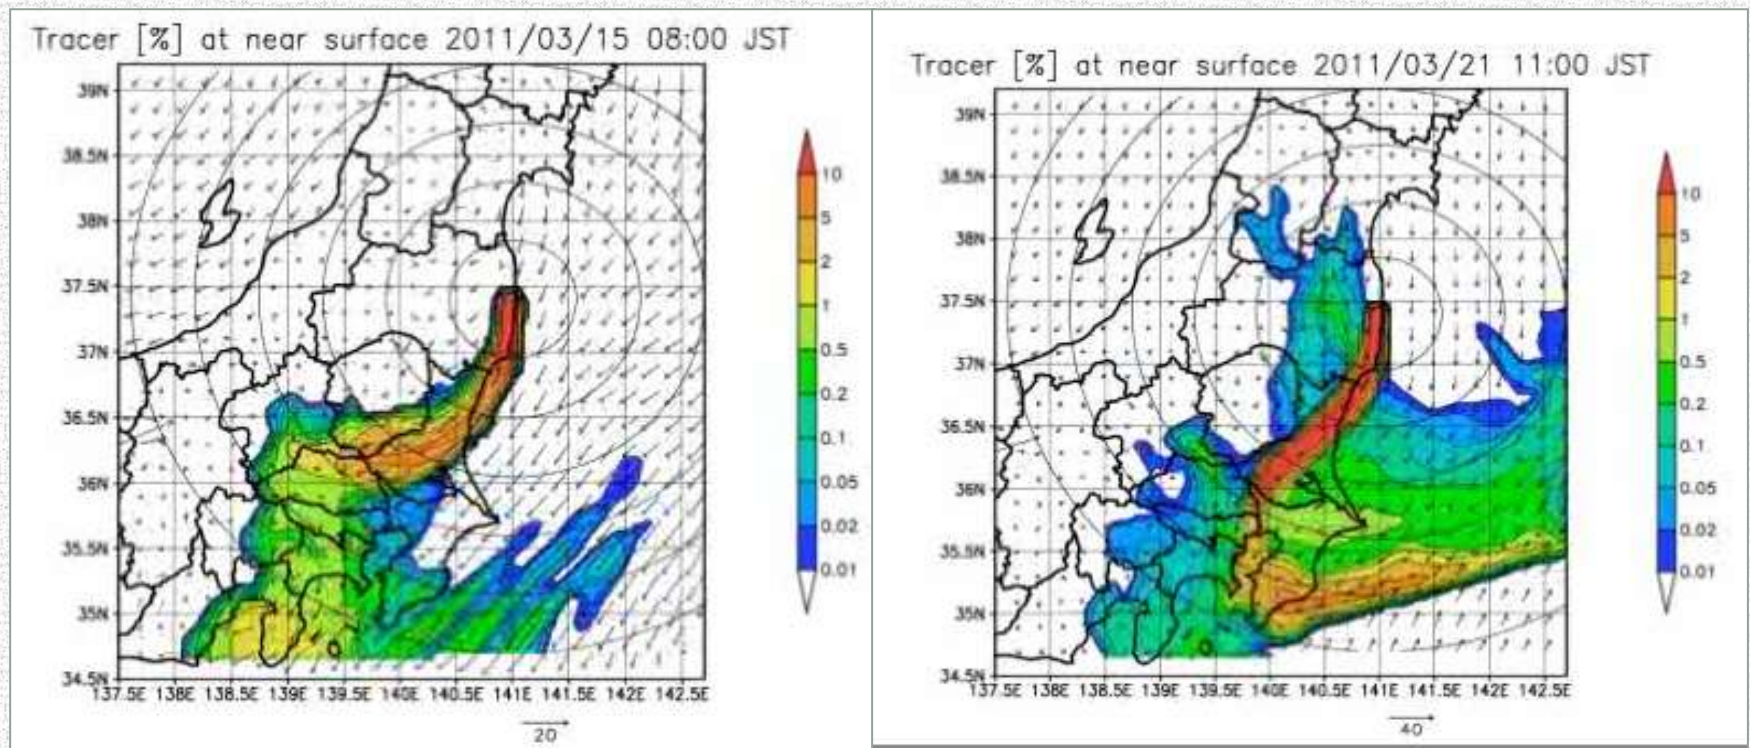 Tracer [%] at near surface 2011/03/15 08:00 JST
39N
38.5N
38N
37.5N
37N
36.5N
36N
35.5N
35N
34.5N
137.5E 138E 138.5E 139E 139.5E 140E 140.5E 141E 141.5E 142E 142.5E
20
10
5
2
1
0.5
0.2
0.1
0.05
0.02
0.01
Tracer [%] at near surface 2011/03/21 11:00 JST
39N
38.5N
38N
37.5N
37N
36.5N
36N
35.5N
35N
34.5N
137.5E 138E 138.5E 139E 139.5E 140E 140.5E 141E 141.5E 142E 142.5E
40
10
5
2
1
0.5
0.2
0.1
0.05
0.02
0.01